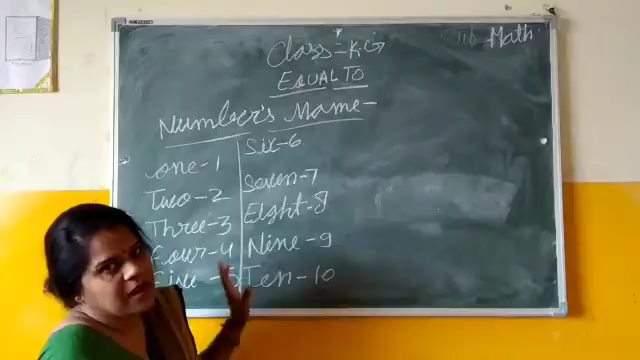 Class - K.G
Sub Math
EQUAL TO
Number's Name-
one-1
Two-2
Three-3
Four-4
Five-5
Six-6
Seven-7
Eight-8
Nine-9
Ten-10